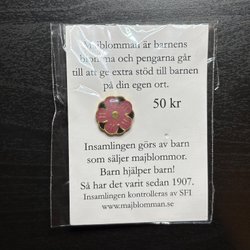 Majblomman är barnens
blomma och pengarna går
till att ge extra stöd till barnen
på din egen ort.
50 kr
Insamlingen görs av barn
som säljer majblommor.
Barn hjälper barn!
Så har det varit sedan 1907.
Insamlingen kontrolleras av SFI
www.majblomman.se